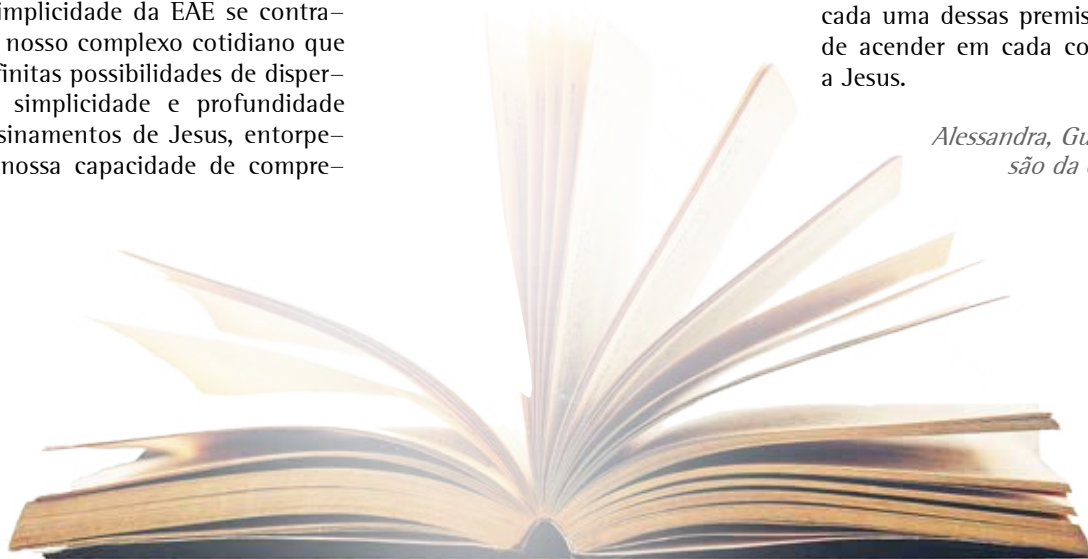 implicidade da EAE se contra-
nosso complexo cotidiano que
finitas possibilidades de disper-
simplicidade e profundidade
sinamentos de Jesus, entorpe-
nossa capacidade de compre-
cada uma dessas premis
de acender em cada co
a Jesus.
Alessandra, Gu
são da